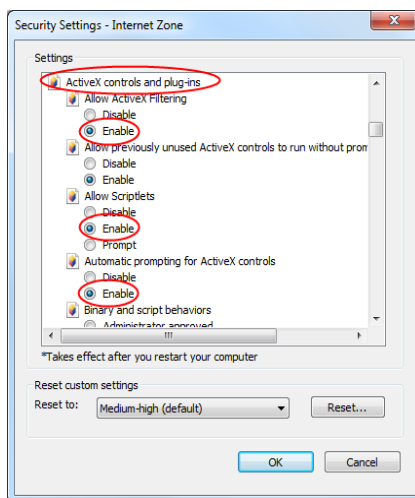 Security Settings - Internet Zone
Settings
ActiveX controls and plug-ins
Allow ActiveX Filtering
Disable
Enable
Allow previously unused ActiveX controls to run without prom
Disable
Enable
Allow Scriptlets
Disable
Enable
Prompt
Automatic prompting for ActiveX controls
Disable
Enable
Binary and script behaviors
Administrator approved
*Takes effect after you restart your computer
Reset custom settings
Reset to: Medium-high (default) Reset...
OK Cancel